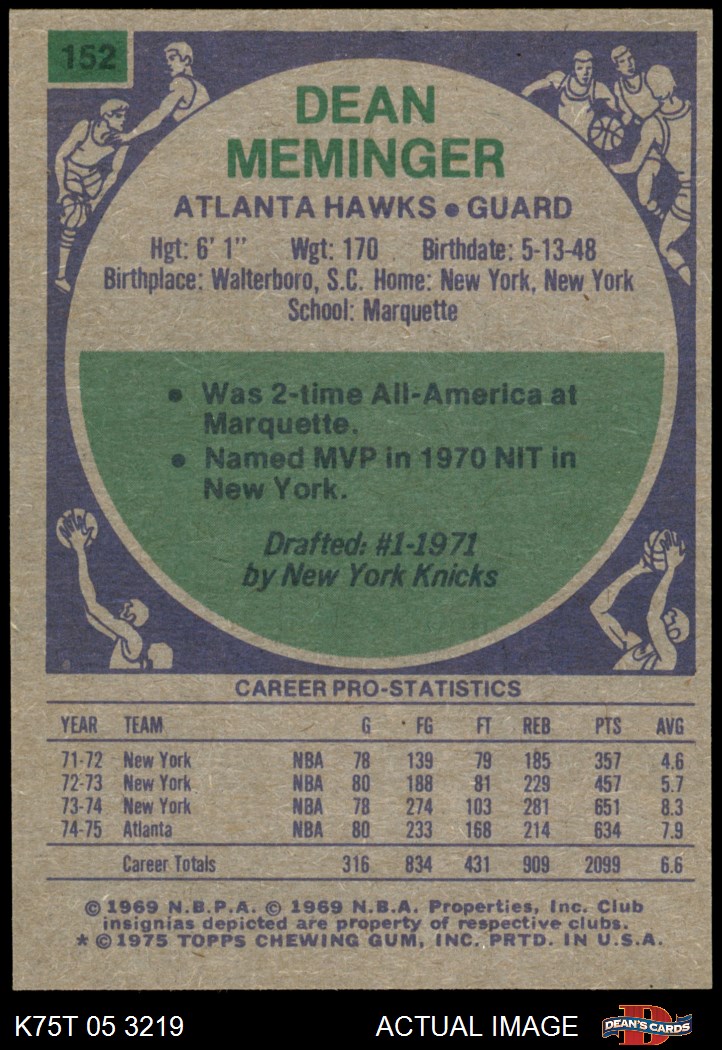 152
DEAN
MEMINGER
ATLANTA HAWKS • GUARD
Hgt: 6' 1" Wgt: 170 Birthdate: 5-13-48
Birthplace: Walterboro, S.C. Home: New York, New York
School: Marquette
• Was 2-time All-America at
Marquette.
• Named MVP in 1970 NIT in
New York.
Drafted: #1-1971
by New York Knicks
CAREER PRO-STATISTICS
YEAR TEAM G FG FT REB PTS AVG
71-72 New York NBA 78 139 79 185 357 4.6
72-73 New York NBA 80 188 81 229 457 5.7
73-74 New York NBA 78 274 103 281 651 8.3
74-75 Atlanta NBA 80 233 168 214 634 7.9
Career Totals 316 834 431 909 2099 6.6
© 1969 N.B.P.A. © 1969 N.B.A. Properties, Inc. Club
insignias depicted are property of respective clubs.
* © 1975 TOPPS CHEWING GUM, INC. PRTD. IN U.S.A.
K75T 05 3219 ACTUAL IMAGE D DEAN'S CARDS